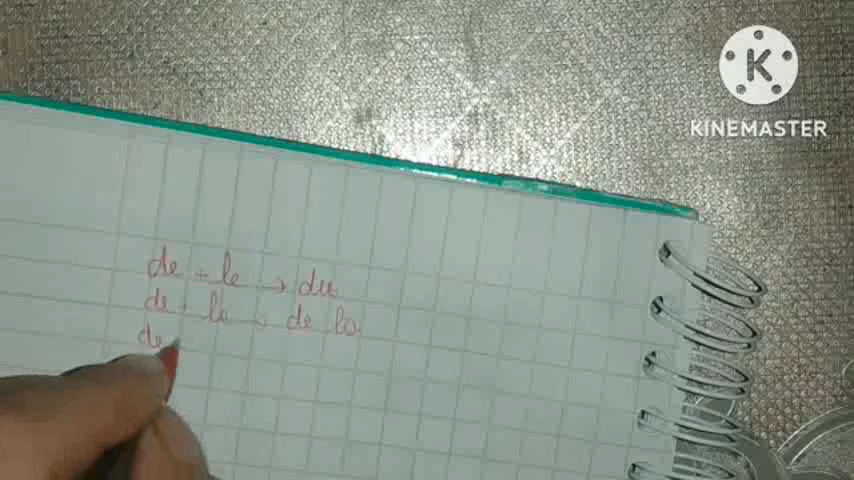 KINEMASTER
de + le → du
de + la → de la
de